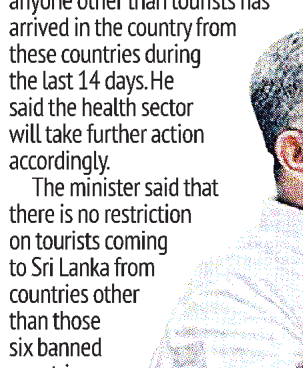 anyone other than tourists has
arrived in the country from
these countries during
the last 14 days. He
said the health sector
will take further action
accordingly.
The minister said that
there is no restriction
on tourists coming
to Sri Lanka from
countries other
than those
six banned